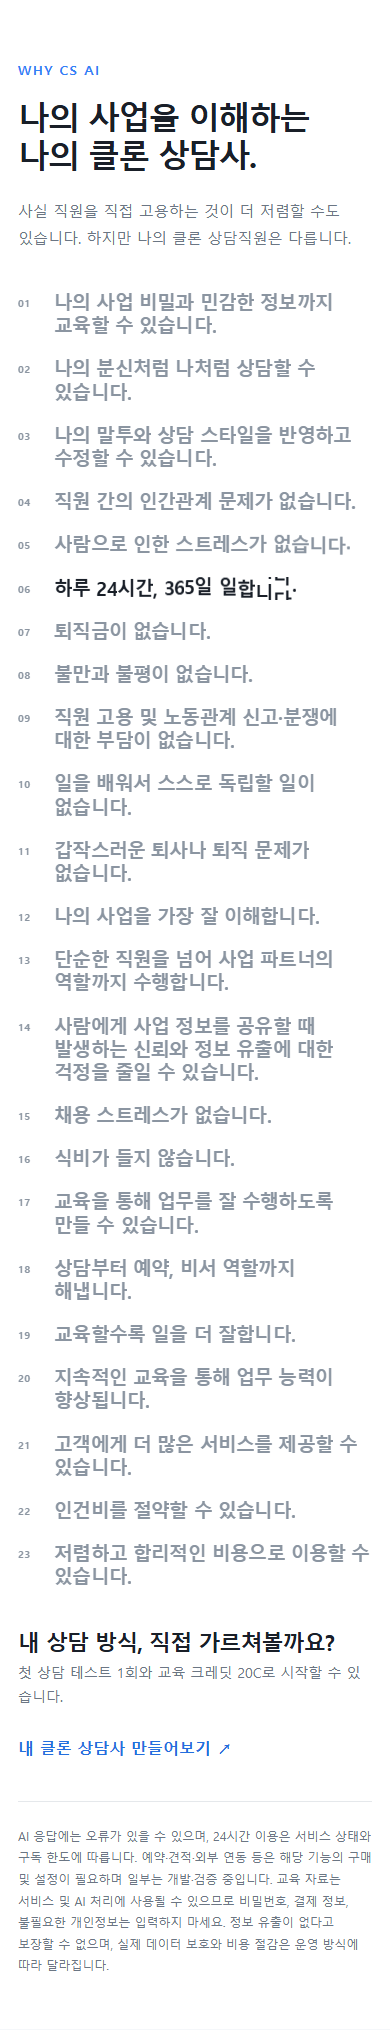 WHY CS AI
나의 사업을 이해하는
나의 클론 상담사.
사실 직원을 직접 고용하는 것이 더 저렴할 수도
있습니다. 하지만 나의 클론 상담직원은 다릅니다.
01 나의 사업 비밀과 민감한 정보까지
교육할 수 있습니다.
02 나의 분신처럼 나처럼 상담할 수
있습니다.
03 나의 말투와 상담 스타일을 반영하고
수정할 수 있습니다.
04 직원 간의 인간관계 문제가 없습니다.
05 사람으로 인한 스트레스가 없습니다.
06 하루 24시간, 365일 일합니다.
07 퇴직금이 없습니다.
08 불만과 불평이 없습니다.
09 직원 고용 및 노동관계 신고·분쟁에
대한 부담이 없습니다.
10 일을 배워서 스스로 독립할 일이
없습니다.
11 갑작스러운 퇴사나 퇴직 문제가
없습니다.
12 나의 사업을 가장 잘 이해합니다.
13 단순한 직원을 넘어 사업 파트너의
역할까지 수행합니다.
14 사람에게 사업 정보를 공유할 때
발생하는 신뢰와 정보 유출에 대한
걱정을 줄일 수 있습니다.
15 채용 스트레스가 없습니다.
16 식비가 들지 않습니다.
17 교육을 통해 업무를 잘 수행하도록
만들 수 있습니다.
18 상담부터 예약, 비서 역할까지
해냅니다.
19 교육할수록 일을 더 잘합니다.
20 지속적인 교육을 통해 업무 능력이
향상됩니다.
21 고객에게 더 많은 서비스를 제공할 수
있습니다.
22 인건비를 절약할 수 있습니다.
23 저렴하고 합리적인 비용으로 이용할 수
있습니다.
내 상담 방식, 직접 가르쳐볼까요?
첫 상담 테스트 1회와 교육 크레딧 20C로 시작할 수 있
습니다.
내 클론 상담사 만들어보기 ↗
AI 응답에는 오류가 있을 수 있으며, 24시간 이용은 서비스 상태와
구독 한도에 따릅니다. 예약·견적·외부 연동 등은 해당 기능의 구매
및 설정이 필요하며 일부는 개발·검증 중입니다. 교육 자료는
서비스 및 AI 처리에 사용될 수 있으므로 비밀번호, 결제 정보,
불필요한 개인정보는 입력하지 마세요. 정보 유출이 없다고
보장할 수 없으며, 실제 데이터 보호와 비용 절감은 운영 방식에
따라 달라집니다.